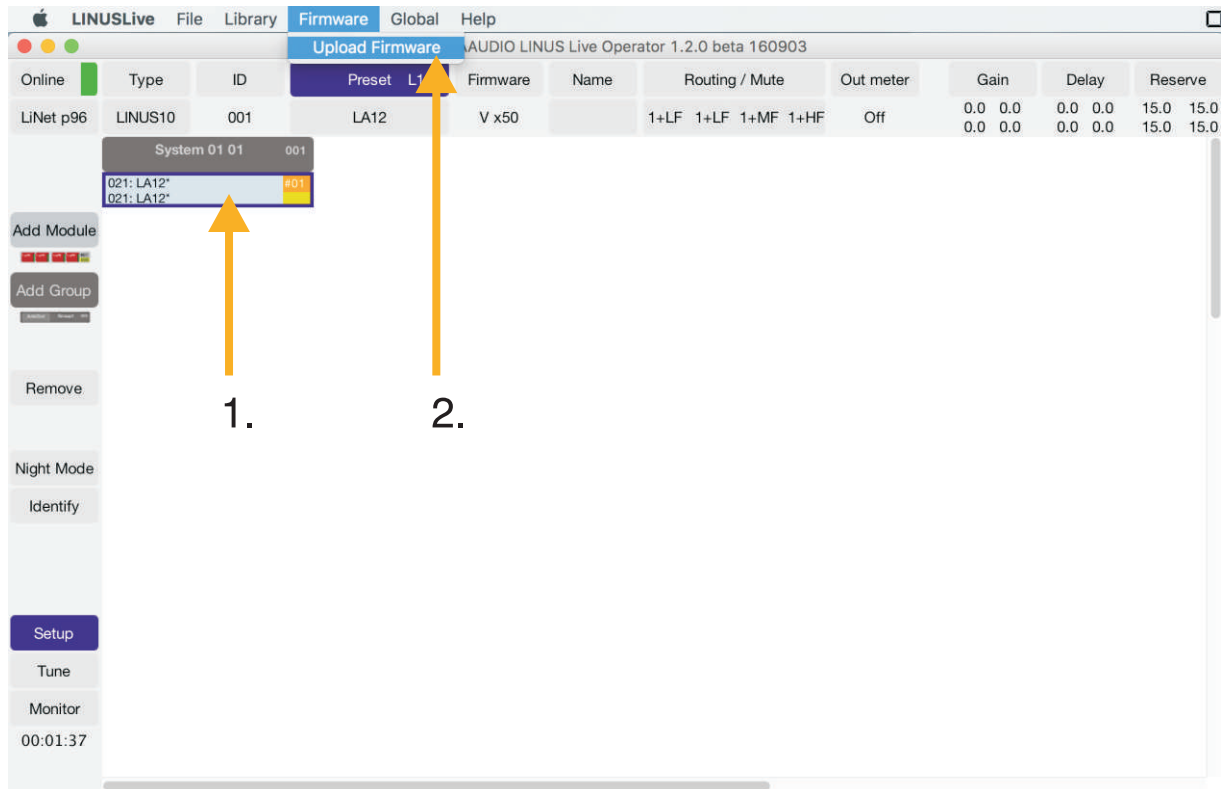 LINUSLive File Library Firmware Global Help
Upload Firmware AUDIO LINUS Live Operator 1.2.0 beta 160903
Online Type ID Preset L1 Firmware Name Routing / Mute Out meter Gain Delay Reserve
LiNet p96 LINUS10 001 LA12 V x50 1+LF 1+LF 1+MF 1+HF Off 0.0 0.0 0.0 0.0 15.0 15.0
0.0 0.0 0.0 0.0 15.0 15.0
System 01 01 001
021: LA12* #01
021: LA12*
Add Module
Add Group
Remove
1. 2.
Night Mode
Identify
Setup
Tune
Monitor
00:01:37